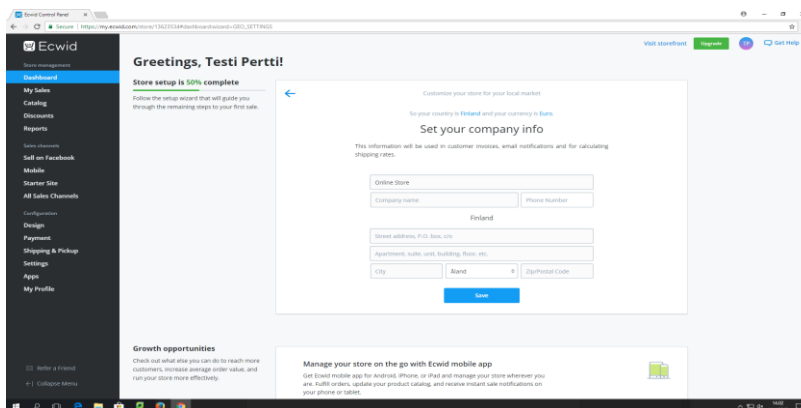 Ecwid Control Panel
Secure | https://my.ecwid.com/store/13623534#dashboard:wizard=GEO_SETTINGS
Ecwid
Visit storefront Upgrade TP Get Help
Store management
Dashboard
My Sales
Catalog
Discounts
Reports
Sales channels
Sell on Facebook
Mobile
Starter Site
All Sales Channels
Configuration
Design
Payment
Shipping & Pickup
Settings
Apps
My Profile
Refer a Friend
Collapse Menu
Greetings, Testi Pertti!
Store setup is 50% complete
Follow the setup wizard that will guide you
through the remaining steps to your first sale.
Customize your store for your local market
So your country is Finland and your currency is Euro.
Set your company info
This information will be used in customer invoices, email notifications and for calculating
shipping rates.
Online Store
Company name Phone Number
Finland
Street address, P.O. box, c/o
Apartment, suite, unit, building, floor, etc.
City Åland Zip/Postal Code
Save
Growth opportunities
Check out what else you can do to reach more
customers, increase average order value, and
run your store more effectively.
Manage your store on the go with Ecwid mobile app
Get Ecwid mobile app for Android, iPhone, or iPad and manage your store wherever you
are. Fulfill orders, update your product catalog, and receive instant sale notifications on
your phone or tablet.